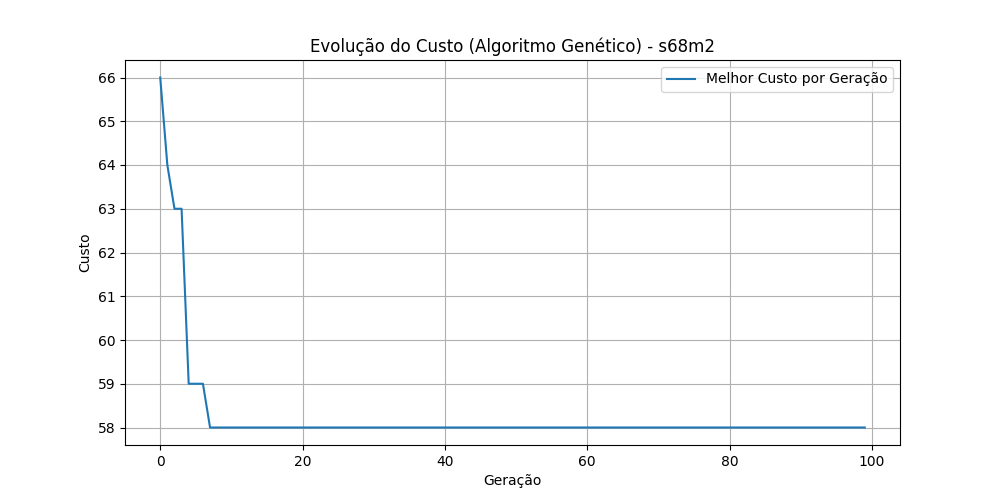 Evolução do Custo (Algoritmo Genético) - s68m2
Melhor Custo por Geração
66
65
64
63
62
61
60
59
58
Custo
0 20 40 60 80 100
Geração